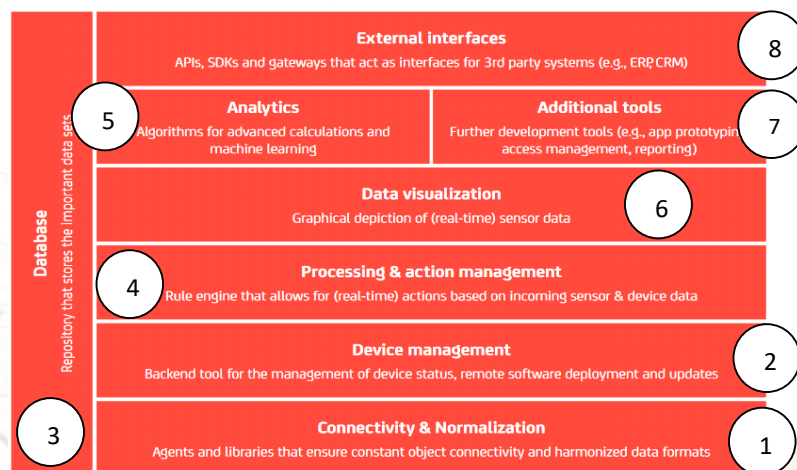 External interfaces
APIs, SDKs and gateways that act as interfaces for 3rd party systems (e.g., ERP, CRM)
8
5
Analytics
Algorithms for advanced calculations and
machine learning
Additional tools
Further development tools (e.g., app prototypin
access management, reporting)
7
Data visualization
Graphical depiction of (real-time) sensor data
6
Processing & action management
Rule engine that allows for (real-time) actions based on incoming sensor & device data
4
Device management
Backend tool for the management of device status, remote software deployment and updates
2
Connectivity & Normalization
Agents and libraries that ensure constant object connectivity and harmonized data formats
1
Database
Repository that stores the important data sets
3